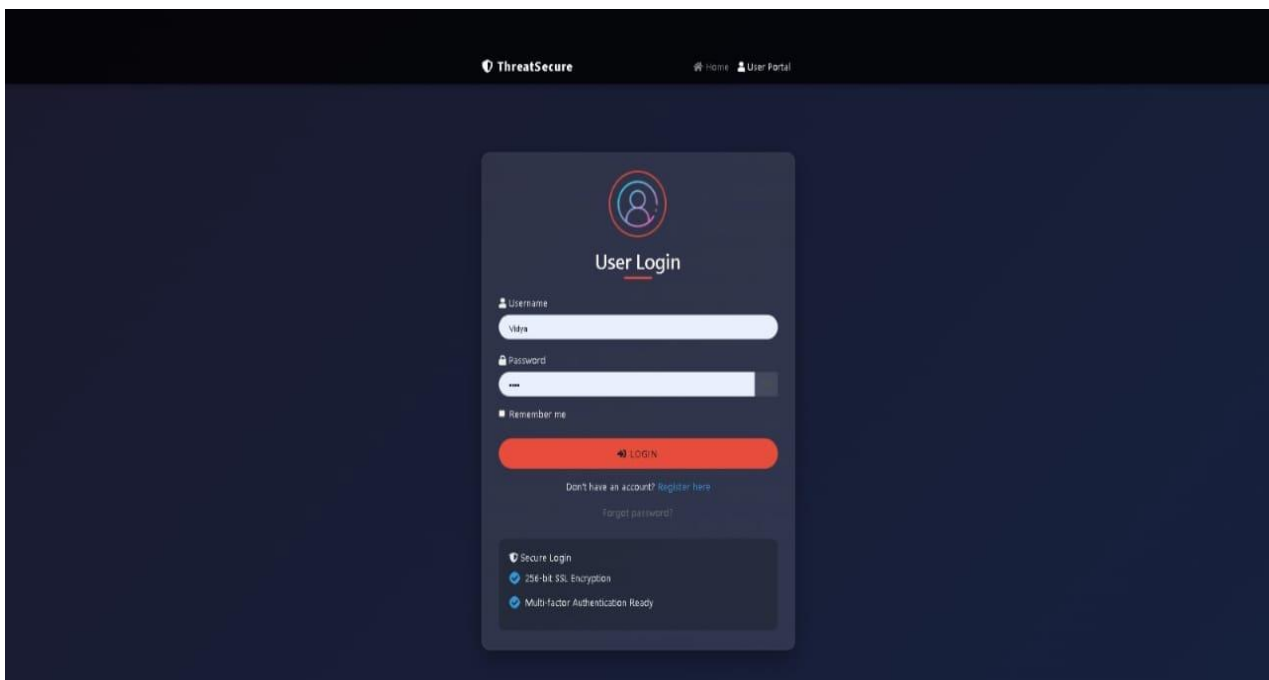 ThreatSecure Home User Portal
User Login
Username
Vidya
Password
••••
Remember me
LOGIN
Don't have an account? Register here
Forgot password?
Secure Login
256-bit SSL Encryption
Multi-factor Authentication Ready